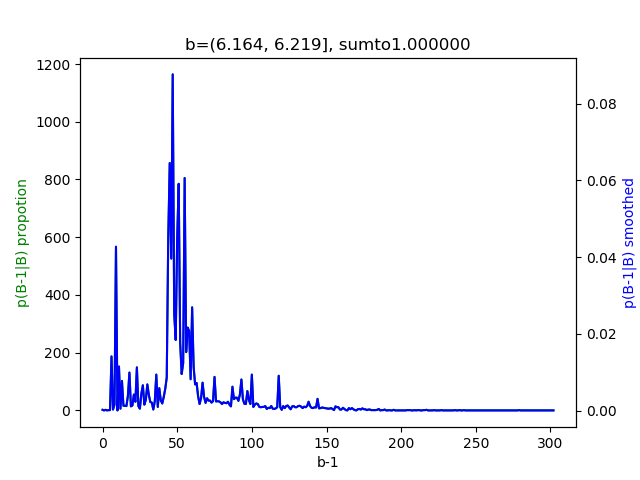 b=(6.164, 6.219], sumto1.000000
1200
1000
800
600
400
200
0
p(B-1|B) propotion
0.08
0.06
0.04
0.02
0.00
p(B-1|B) smoothed
0 50 100 150 200 250 300
b-1